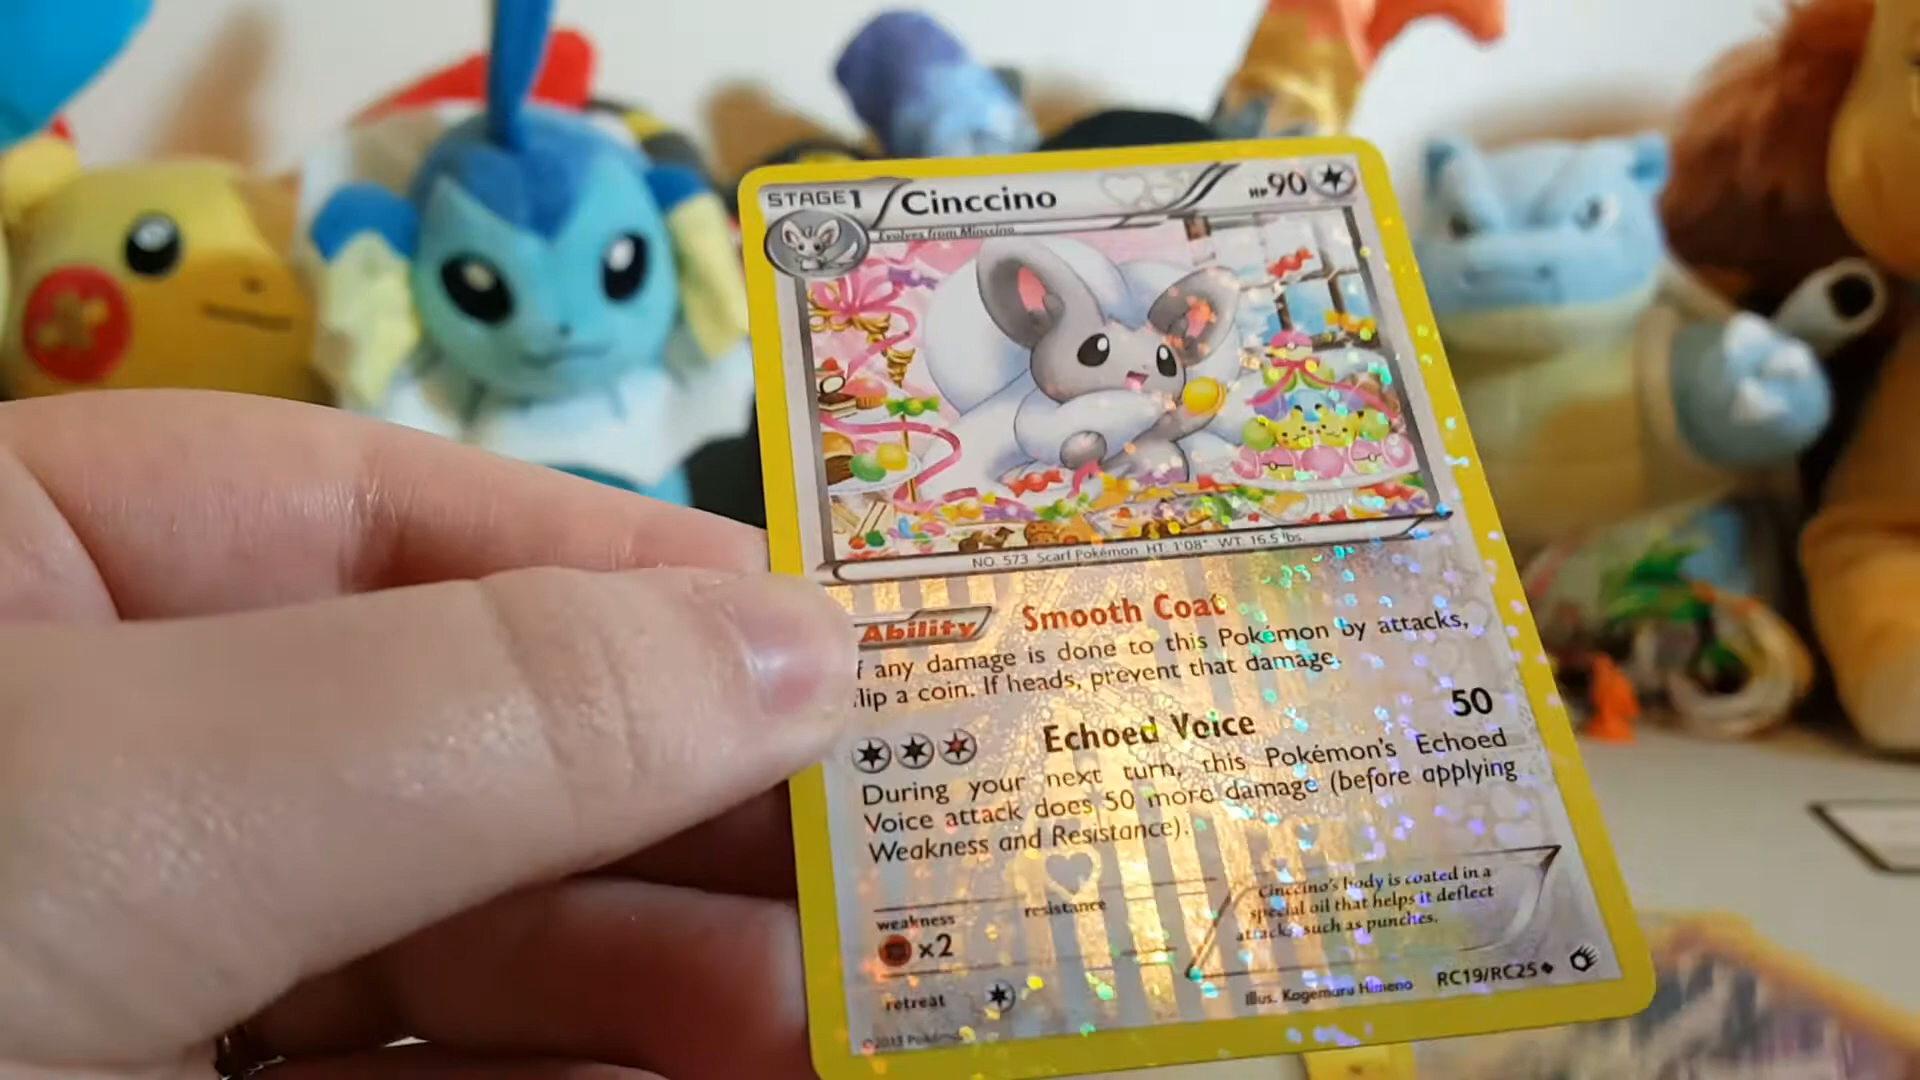 STAGE1 Cinccino HP90
Evolves from Minccino
NO. 573 Scarf Pokémon HT: 1'08" WT: 16.5 lbs.
Ability Smooth Coat
f any damage is done to this Pokémon by attacks,
lip a coin. If heads, prevent that damage.
Echoed Voice 50
During your next turn, this Pokémon's Echoed
Voice attack does 50 more damage (before applying
Weakness and Resistance).
weakness resistance
x2
Cinccino's body is coated in a
special oil that helps it deflect
attacks such as punches.
retreat
Illus. Kagemaru Himeno RC19/RC25
©2013 Pokémon